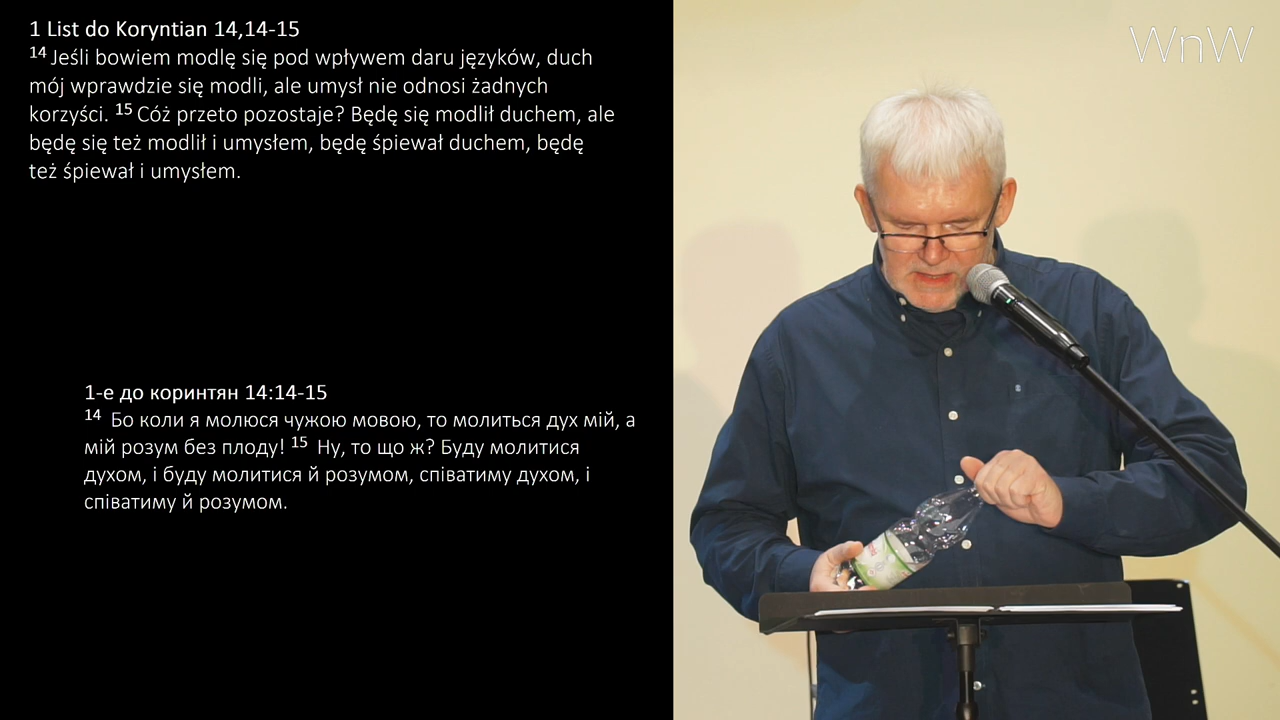 1 List do Koryntian 14,14-15
14 Jeśli bowiem modlę się pod wpływem daru języków, duch
mój wprawdzie się modli, ale umysł nie odnosi żadnych
korzyści. 15 Cóż przeto pozostaje? Będę się modlił duchem, ale
będę się też modlił i umysłem, będę śpiewał duchem, będę
też śpiewał i umysłem.
1-е до коринтян 14:14-15
14 Бо коли я молюся чужою мовою, то молиться дух мій, а
мій розум без плоду! 15 Ну, то що ж? Буду молитися
духом, і буду молитися й розумом, співатиму духом, і
співатиму й розумом.
WnW